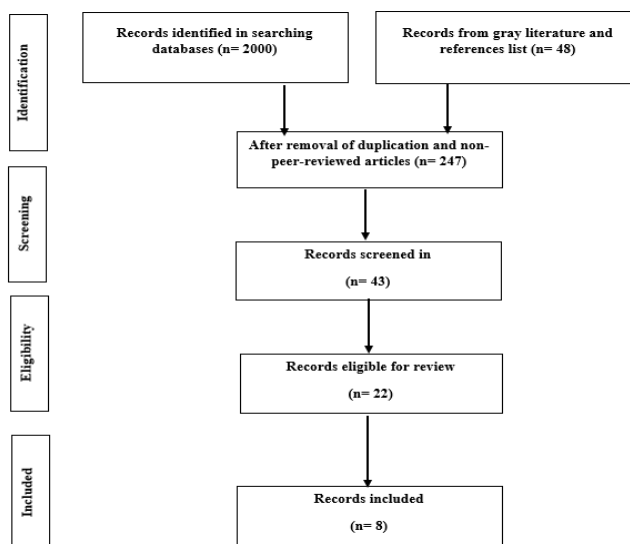 Records identified in searching
databases (n= 2000)
Records from gray literature and
references list (n= 48)
Identification
After removal of duplication and non-
peer-reviewed articles (n= 247)
Screening
Records screened in
(n= 43)
Eligibility
Records eligible for review
(n= 22)
Included
Records included
(n= 8)